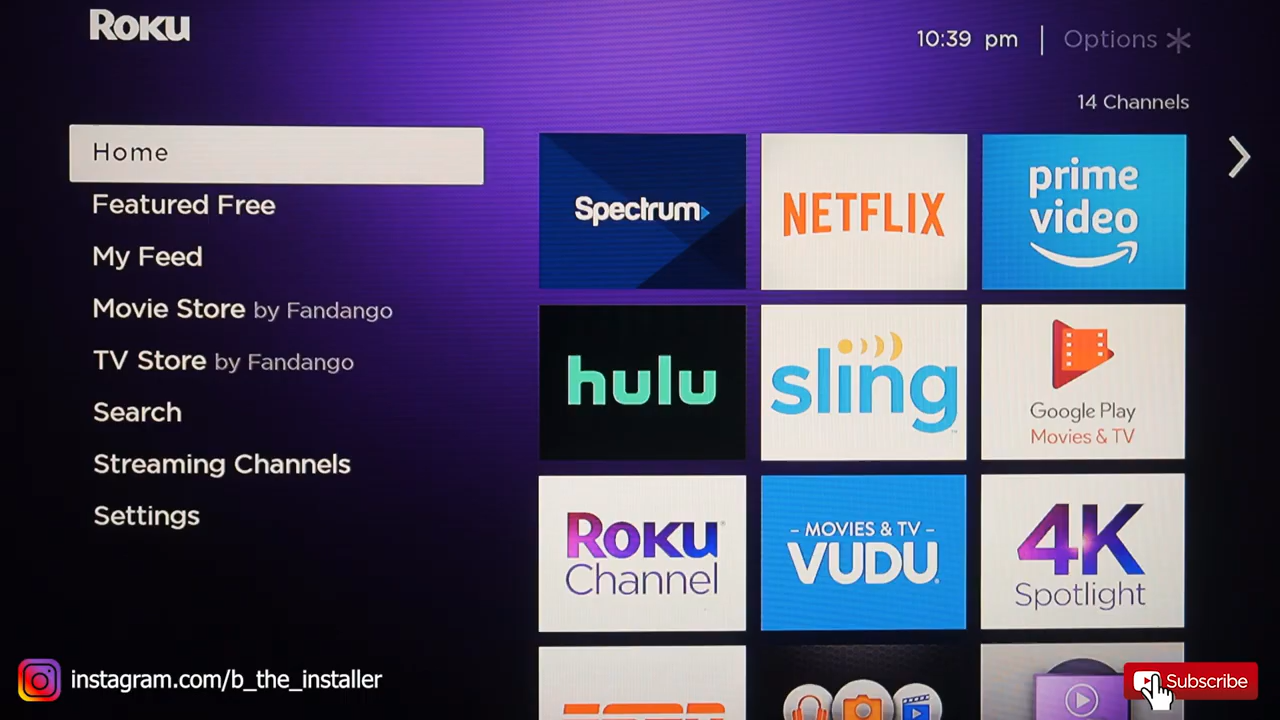 Roku
10:39 pm | Options
14 Channels
Home
Featured Free
My Feed
Movie Store by Fandango
TV Store by Fandango
Search
Streaming Channels
Settings
Spectrum
NETFLIX
prime
video
hulu
sling
Google Play
Movies & TV
Roku
Channel
- MOVIES & TV -
VUDU
4K
Spotlight
ESPN
instagram.com/b_the_installer
Subscribe